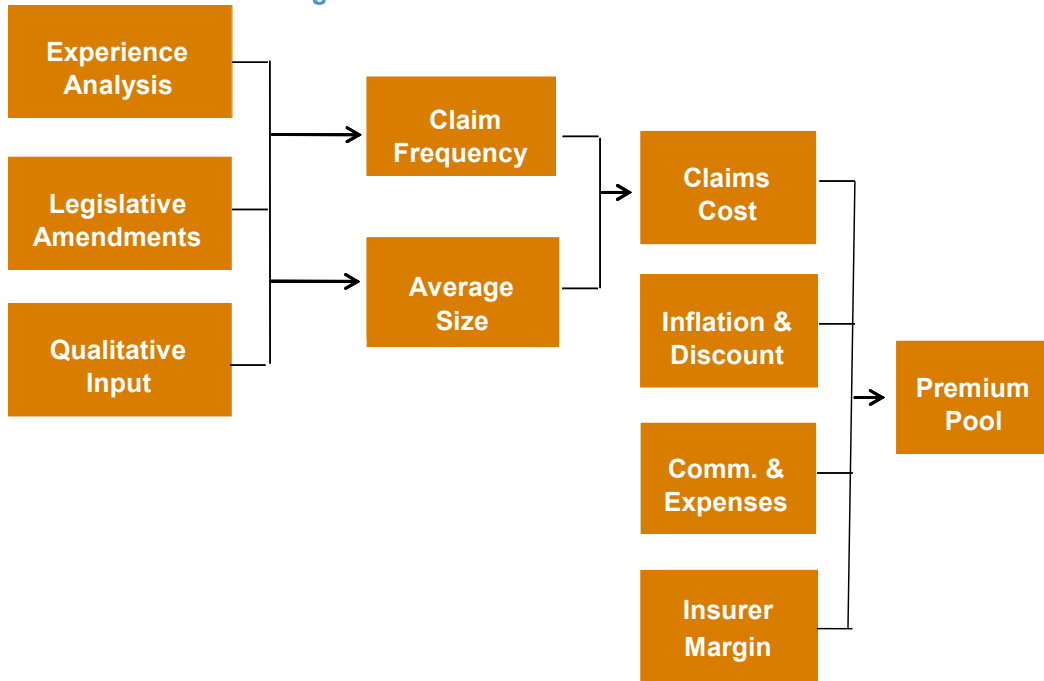 Experience
Analysis
Legislative
Amendments
Qualitative
Input
Claim
Frequency
Average
Size
Claims
Cost
Inflation &
Discount
Comm. &
Expenses
Insurer
Margin
Premium
Pool